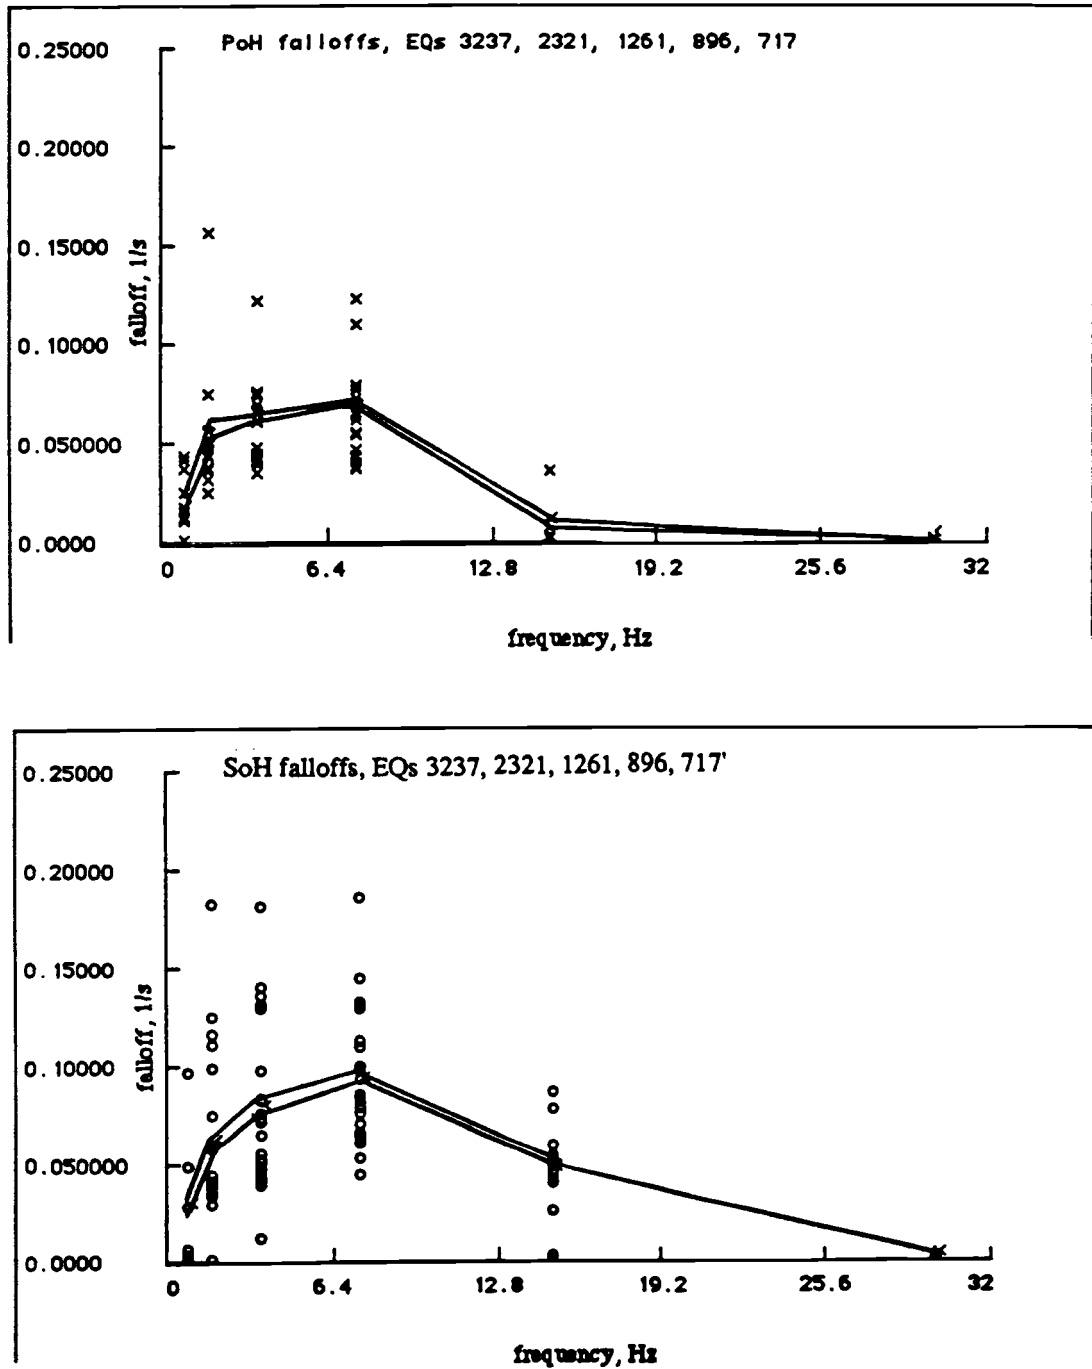 PoH falloffs, EQs 3237, 2321, 1261, 896, 717
0.25000
0.20000
0.15000
0.10000
0.050000
0.0000
falloff, 1/s
0 6.4 12.8 19.2 25.6 32
frequency, Hz
SoH falloffs, EQs 3237, 2321, 1261, 896, 717'
0.25000
0.20000
0.15000
0.10000
0.050000
0.0000
falloff, 1/s
0 6.4 12.8 19.2 25.6 32
frequency, Hz